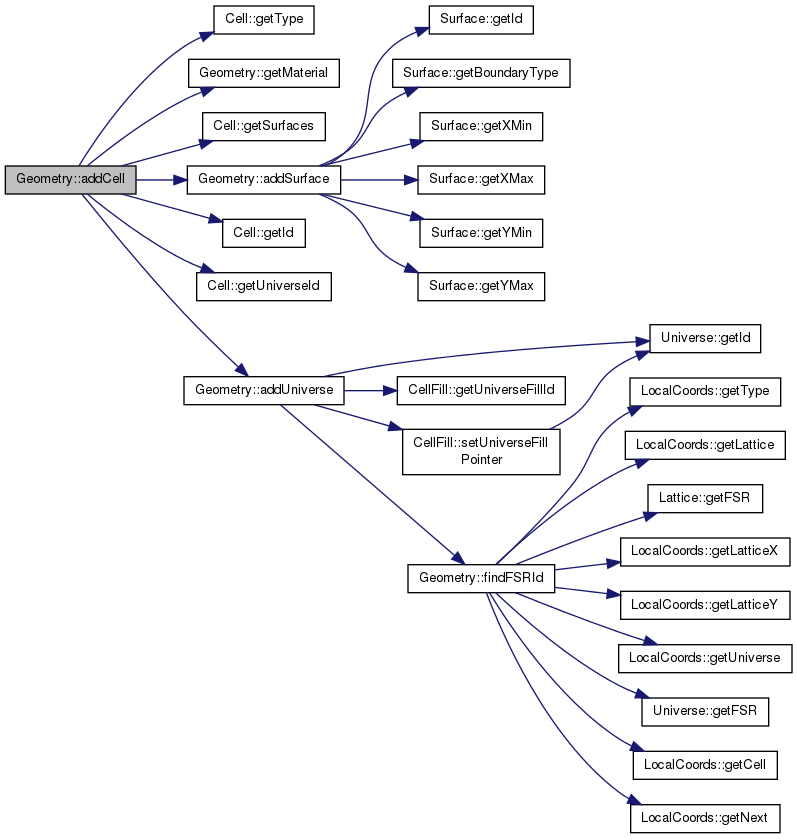 Geometry::addCell
Cell::getType
Geometry::getMaterial
Cell::getSurfaces
Geometry::addSurface
Cell::getId
Cell::getUniverseId
Geometry::addUniverse
Surface::getId
Surface::getBoundaryType
Surface::getXMin
Surface::getXMax
Surface::getYMin
Surface::getYMax
Universe::getId
CellFill::getUniverseFillId
CellFill::setUniverseFill
Pointer
Geometry::findFSRId
LocalCoords::getType
LocalCoords::getLattice
Lattice::getFSR
LocalCoords::getLatticeX
LocalCoords::getLatticeY
LocalCoords::getUniverse
Universe::getFSR
LocalCoords::getCell
LocalCoords::getNext